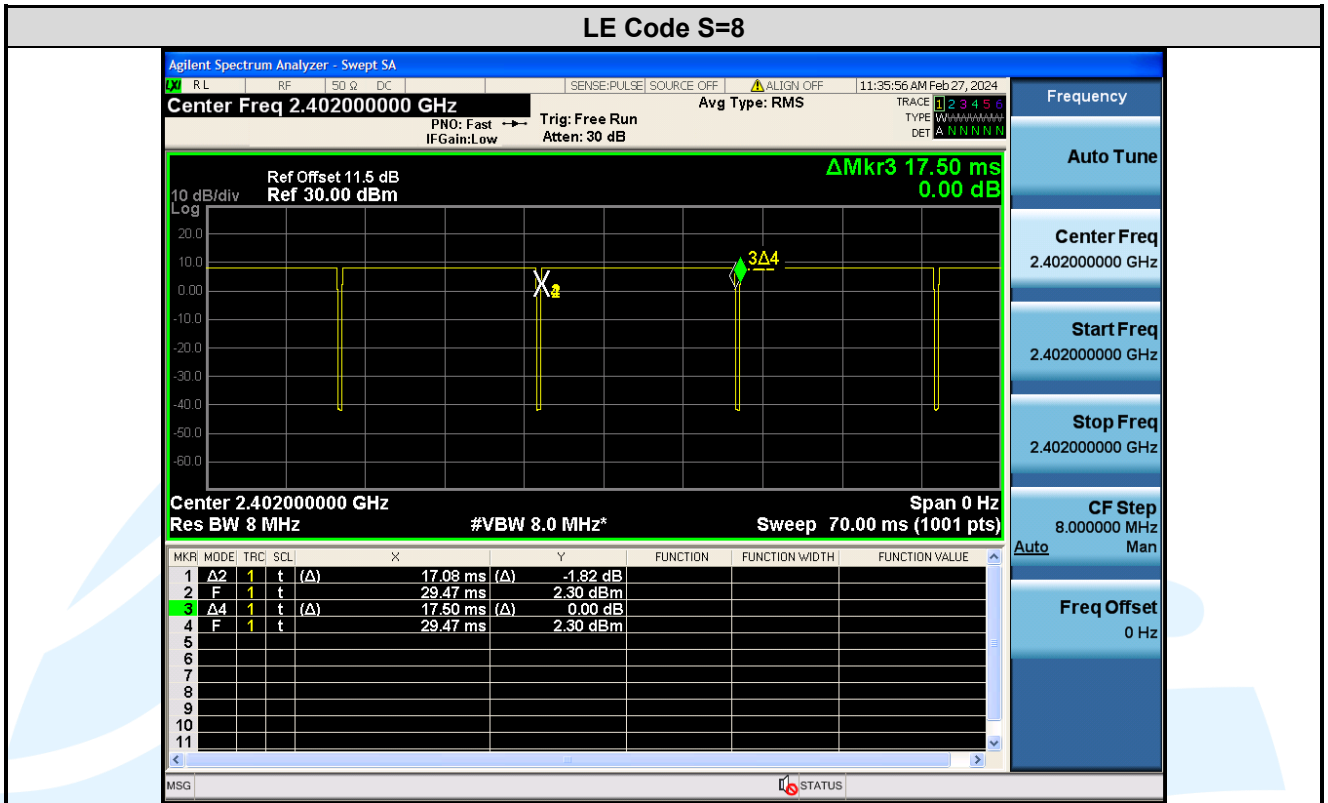 LE Code S=8
Agilent Spectrum Analyzer - Swept SA
LXI RL RF 50 Ω DC SENSE:PULSE SOURCE OFF ALIGN OFF 11:35:56 AM Feb 27, 2024
Center Freq 2.402000000 GHz Avg Type: RMS TRACE 1 2 3 4 5 6
PNO: Fast Trig: Free Run TYPE W
IFGain:Low Atten: 30 dB DET A N N N N N
ΔMkr3 17.50 ms
0.00 dB
Ref Offset 11.5 dB
10 dB/div Ref 30.00 dBm
Log
20.0
10.0
0.00
-10.0
-20.0
-30.0
-40.0
-50.0
-60.0
3Δ4
Center 2.402000000 GHz Span 0 Hz
Res BW 8 MHz #VBW 8.0 MHz* Sweep 70.00 ms (1001 pts)
MKR MODE TRC SCL X Y FUNCTION FUNCTION WIDTH FUNCTION VALUE
1 Δ2 1 t (Δ) 17.08 ms (Δ) -1.82 dB
2 F 1 t 29.47 ms 2.30 dBm
3 Δ4 1 t (Δ) 17.50 ms (Δ) 0.00 dB
4 F 1 t 29.47 ms 2.30 dBm
5
6
7
8
9
10
11
MSG STATUS
Frequency
Auto Tune
Center Freq
2.402000000 GHz
Start Freq
2.402000000 GHz
Stop Freq
2.402000000 GHz
CF Step
8.000000 MHz
Auto Man
Freq Offset
0 Hz